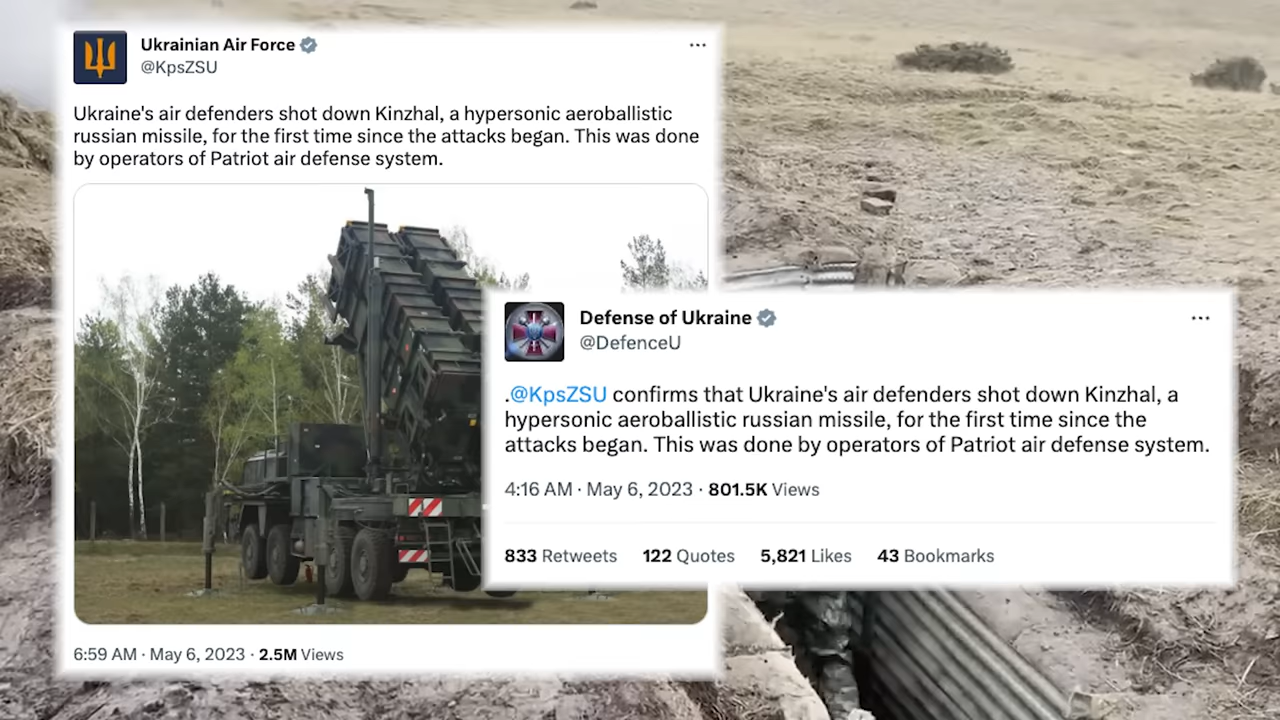 Ukrainian Air Force
@KpsZSU
Ukraine's air defenders shot down Kinzhal, a hypersonic aeroballistic
russian missile, for the first time since the attacks began. This was done
by operators of Patriot air defense system.
6:59 AM · May 6, 2023 · 2.5M Views
Defense of Ukraine
@DefenceU
.@KpsZSU confirms that Ukraine's air defenders shot down Kinzhal, a
hypersonic aeroballistic russian missile, for the first time since the
attacks began. This was done by operators of Patriot air defense system.
4:16 AM · May 6, 2023 · 801.5K Views
833 Retweets 122 Quotes 5,821 Likes 43 Bookmarks